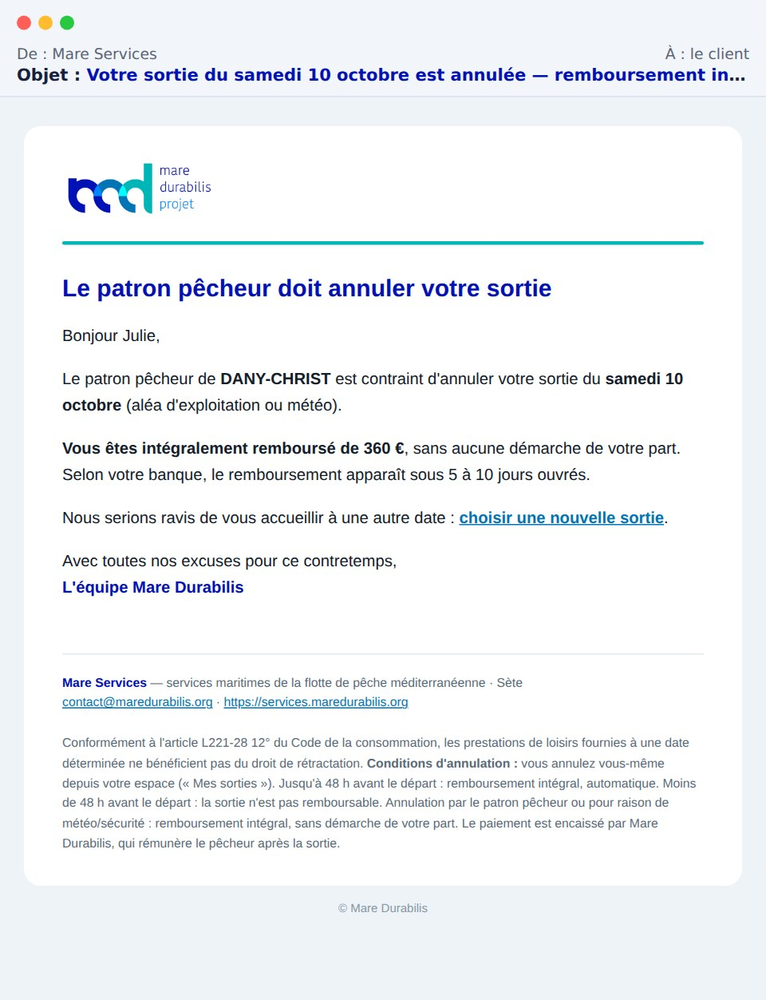 De : Mare Services
À : le client
Objet : Votre sortie du samedi 10 octobre est annulée — remboursement in…
mare
durabilis
projet
Le patron pêcheur doit annuler votre sortie
Bonjour Julie,
Le patron pêcheur de DANY-CHRIST est contraint d'annuler votre sortie du samedi 10
octobre (aléa d'exploitation ou météo).
Vous êtes intégralement remboursé de 360 €, sans aucune démarche de votre part.
Selon votre banque, le remboursement apparaît sous 5 à 10 jours ouvrés.
Nous serions ravis de vous accueillir à une autre date : choisir une nouvelle sortie.
Avec toutes nos excuses pour ce contretemps,
L'équipe Mare Durabilis
Mare Services — services maritimes de la flotte de pêche méditerranéenne · Sète
contact@maredurabilis.org · https://services.maredurabilis.org
Conformément à l'article L221-28 12° du Code de la consommation, les prestations de loisirs fournies à une date
déterminée ne bénéficient pas du droit de rétractation. Conditions d'annulation : vous annulez vous-même
depuis votre espace (« Mes sorties »). Jusqu'à 48 h avant le départ : remboursement intégral, automatique. Moins
de 48 h avant le départ : la sortie n'est pas remboursable. Annulation par le patron pêcheur ou pour raison de
météo/sécurité : remboursement intégral, sans démarche de votre part. Le paiement est encaissé par Mare
Durabilis, qui rémunère le pêcheur après la sortie.
© Mare Durabilis